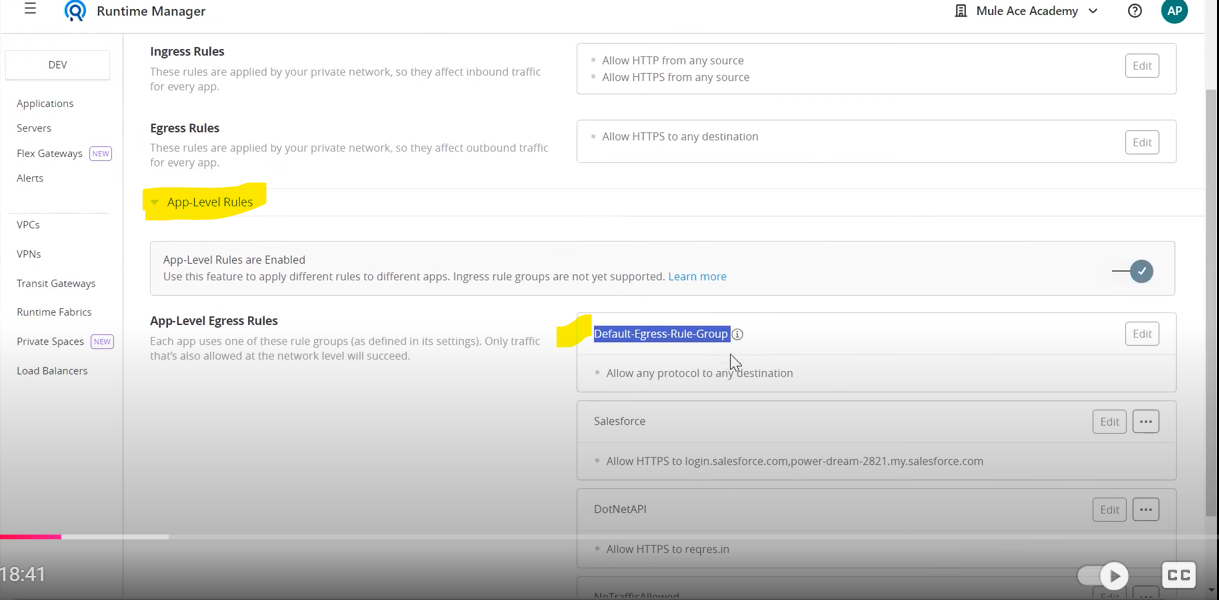 Runtime Manager
Mule Ace Academy
AP
DEV
Applications
Servers
Flex Gateways NEW
Alerts
VPCs
VPNs
Transit Gateways
Runtime Fabrics
Private Spaces NEW
Load Balancers
Ingress Rules
These rules are applied by your private network, so they affect inbound traffic
for every app.
Allow HTTP from any source
Allow HTTPS from any source
Edit
Egress Rules
These rules are applied by your private network, so they affect outbound traffic
for every app.
Allow HTTPS to any destination
Edit
App-Level Rules
App-Level Rules are Enabled
Use this feature to apply different rules to different apps. Ingress rule groups are not yet supported. Learn more
App-Level Egress Rules
Each app uses one of these rule groups (as defined in its settings). Only traffic
that's also allowed at the network level will succeed.
Default-Egress-Rule-Group
Edit
Allow any protocol to any destination
Salesforce
Edit
Allow HTTPS to login.salesforce.com,power-dream-2821.my.salesforce.com
DotNetAPI
Edit
Allow HTTPS to reqres.in
NoTrafficAllowed
Edit
18:41
CC